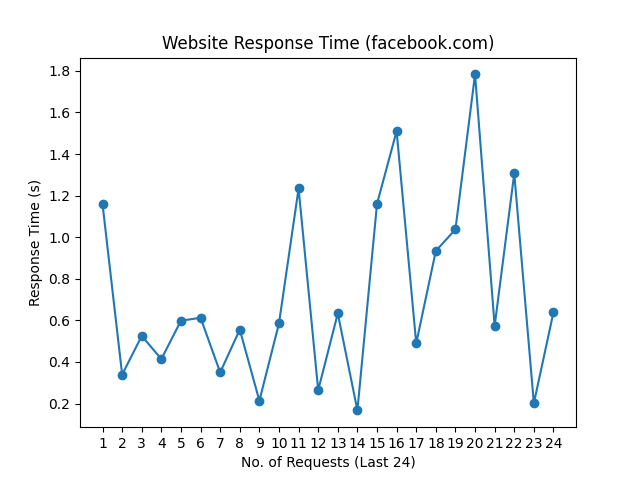 Website Response Time (facebook.com)
1.8
1.6
1.4
1.2
1.0
0.8
0.6
0.4
0.2
Response Time (s)
1 2 3 4 5 6 7 8 9 10 11 12 13 14 15 16 17 18 19 20 21 22 23 24
No. of Requests (Last 24)